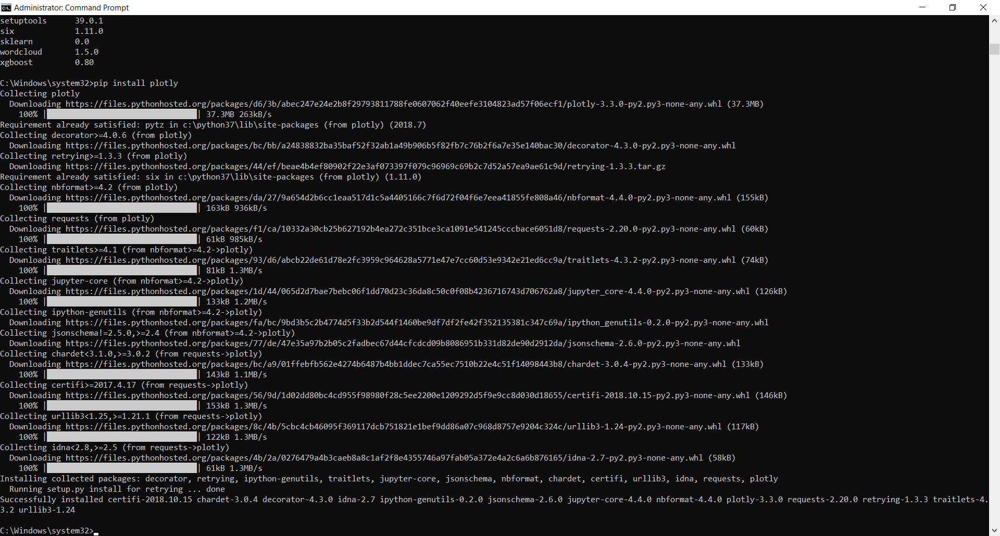 Administrator: Command Prompt
setuptools      39.0.1
six             1.11.0
sklearn         0.0
wordcloud       1.5.0
xgboost         0.80
C:\Windows\system32>pip install plotly
Collecting plotly
  Downloading https://files.pythonhosted.org/packages/d6/3b/abec247e24e2b8f29793811788fe0607062f40eefe3104823ad57f06ecf1/plotly-3.3.0-py2.py3-none-any.whl (37.3MB)
    100% |████████████████████████████████| 37.3MB 263kB/s
Requirement already satisfied: pytz in c:\python37\lib\site-packages (from plotly) (2018.7)
Collecting decorator>=4.0.6 (from plotly)
  Downloading https://files.pythonhosted.org/packages/bc/bb/a24838832ba35baf52f32ab1a49b906b5f82fb7c76b2f6a7e35e140bac30/decorator-4.3.0-py2.py3-none-any.whl
Collecting retrying>=1.3.3 (from plotly)
  Downloading https://files.pythonhosted.org/packages/44/ef/beae4b4ef80902f22e3af073397f079c96969c69b2c7d52a57ea9ae61c9d/retrying-1.3.3.tar.gz
Requirement already satisfied: six in c:\python37\lib\site-packages (from plotly) (1.11.0)
Collecting nbformat>=4.2 (from plotly)
  Downloading https://files.pythonhosted.org/packages/da/27/9a654d2b6cc1eaa517d1c5a4405166c7f6d72f04f6e7eea41855fe808a46/nbformat-4.4.0-py2.py3-none-any.whl (155kB)
    100% |████████████████████████████████| 163kB 936kB/s
Collecting requests (from plotly)
  Downloading https://files.pythonhosted.org/packages/f1/ca/10332a30cb25b627192b4ea272c351bce3ca1091e541245cccbace6051d8/requests-2.20.0-py2.py3-none-any.whl (60kB)
    100% |████████████████████████████████| 61kB 985kB/s
Collecting traitlets>=4.1 (from nbformat>=4.2->plotly)
  Downloading https://files.pythonhosted.org/packages/93/d6/abcb22de61d78e2fc3959c964628a5771e47e7cc60d53e9342e21ed6cc9a/traitlets-4.3.2-py2.py3-none-any.whl (74kB)
    100% |████████████████████████████████| 81kB 1.3MB/s
Collecting jupyter-core (from nbformat>=4.2->plotly)
  Downloading https://files.pythonhosted.org/packages/1d/44/065d2d7bae7bebc06f1dd70d23c36da8c50c0f08b4236716743d706762a8/jupyter_core-4.4.0-py2.py3-none-any.whl (126kB)
    100% |████████████████████████████████| 133kB 1.2MB/s
Collecting ipython-genutils (from nbformat>=4.2->plotly)
  Downloading https://files.pythonhosted.org/packages/fa/bc/9bd3b5c2b4774d5f33b2d544f1460be9df7df2fe42f352135381c347c69a/ipython_genutils-0.2.0-py2.py3-none-any.whl
Collecting jsonschema!=2.5.0,>=2.4 (from nbformat>=4.2->plotly)
  Downloading https://files.pythonhosted.org/packages/77/de/47e35a97b2b05c2fadbec67d44cfcdcd09b8086951b331d82de90d2912da/jsonschema-2.6.0-py2.py3-none-any.whl
Collecting chardet<3.1.0,>=3.0.2 (from requests->plotly)
  Downloading https://files.pythonhosted.org/packages/bc/a9/01ffebfb562e4274b6487b4bb1ddec7ca55ec7510b22e4c51f14098443b8/chardet-3.0.4-py2.py3-none-any.whl (133kB)
    100% |████████████████████████████████| 143kB 1.1MB/s
Collecting certifi>=2017.4.17 (from requests->plotly)
  Downloading https://files.pythonhosted.org/packages/56/9d/1d02dd80bc4cd955f98980f28c5ee2200e1209292d5f9e9cc8d030d18655/certifi-2018.10.15-py2.py3-none-any.whl (146kB)
    100% |████████████████████████████████| 153kB 1.3MB/s
Collecting urllib3<1.25,>=1.21.1 (from requests->plotly)
  Downloading https://files.pythonhosted.org/packages/8c/4b/5cbc4cb46095f369117dcb751821e1bef9dd86a07c968d8757e9204c324c/urllib3-1.24-py2.py3-none-any.whl (117kB)
    100% |████████████████████████████████| 122kB 1.3MB/s
Collecting idna<2.8,>=2.5 (from requests->plotly)
  Downloading https://files.pythonhosted.org/packages/4b/2a/0276479a4b3caeb8a8c1af2f8e4355746a97fab05a372e4a2c6a6b876165/idna-2.7-py2.py3-none-any.whl (58kB)
    100% |████████████████████████████████| 61kB 1.3MB/s
Installing collected packages: decorator, retrying, ipython-genutils, traitlets, jupyter-core, jsonschema, nbformat, chardet, certifi, urllib3, idna, requests, plotly
  Running setup.py install for retrying ... done
Successfully installed certifi-2018.10.15 chardet-3.0.4 decorator-4.3.0 idna-2.7 ipython-genutils-0.2.0 jsonschema-2.6.0 jupyter-core-4.4.0 nbformat-4.4.0 plotly-3.3.0 requests-2.20.0 retrying-1.3.3 traitlets-4.
3.2 urllib3-1.24
C:\Windows\system32>